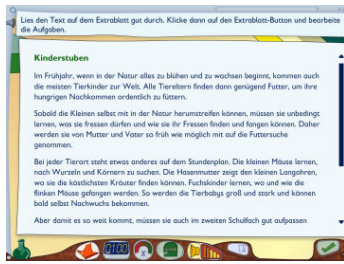 Lies den Text auf dem Extrablatt gut durch. Klicke dann auf den Extrablatt-Button und bearbeite
die Aufgaben.
Kinderstuben
Im Frühjahr, wenn in der Natur alles zu blühen und zu wachsen beginnt, kommen auch
die meisten Tierkinder zur Welt. Alle Tiereltern finden dann genügend Futter, um ihre
hungrigen Nachkommen ordentlich zu füttern.
Sobald die Kleinen selbst mit in der Natur herumstreifen können, müssen sie unbedingt
lernen, was sie fressen dürfen und wie sie ihr Fressen finden und fangen können. Daher
werden sie von Mutter und Vater so früh wie möglich mit auf die Futtersuche
genommen.
Bei jeder Tierart steht etwas anderes auf dem Stundenplan. Die kleinen Mäuse lernen,
nach Wurzeln und Körnern zu suchen. Die Hasenmutter zeigt den kleinen Langohren,
wo sie die köstlichsten Kräuter finden können. Fuchskinder lernen, wo und wie die
flinken Mäuse gefangen werden. So werden die Tierbabys groß und stark und können
bald selbst Nachwuchs bekommen.
Aber damit es so weit kommt, müssen sie auch im zweiten Schulfach gut aufpassen